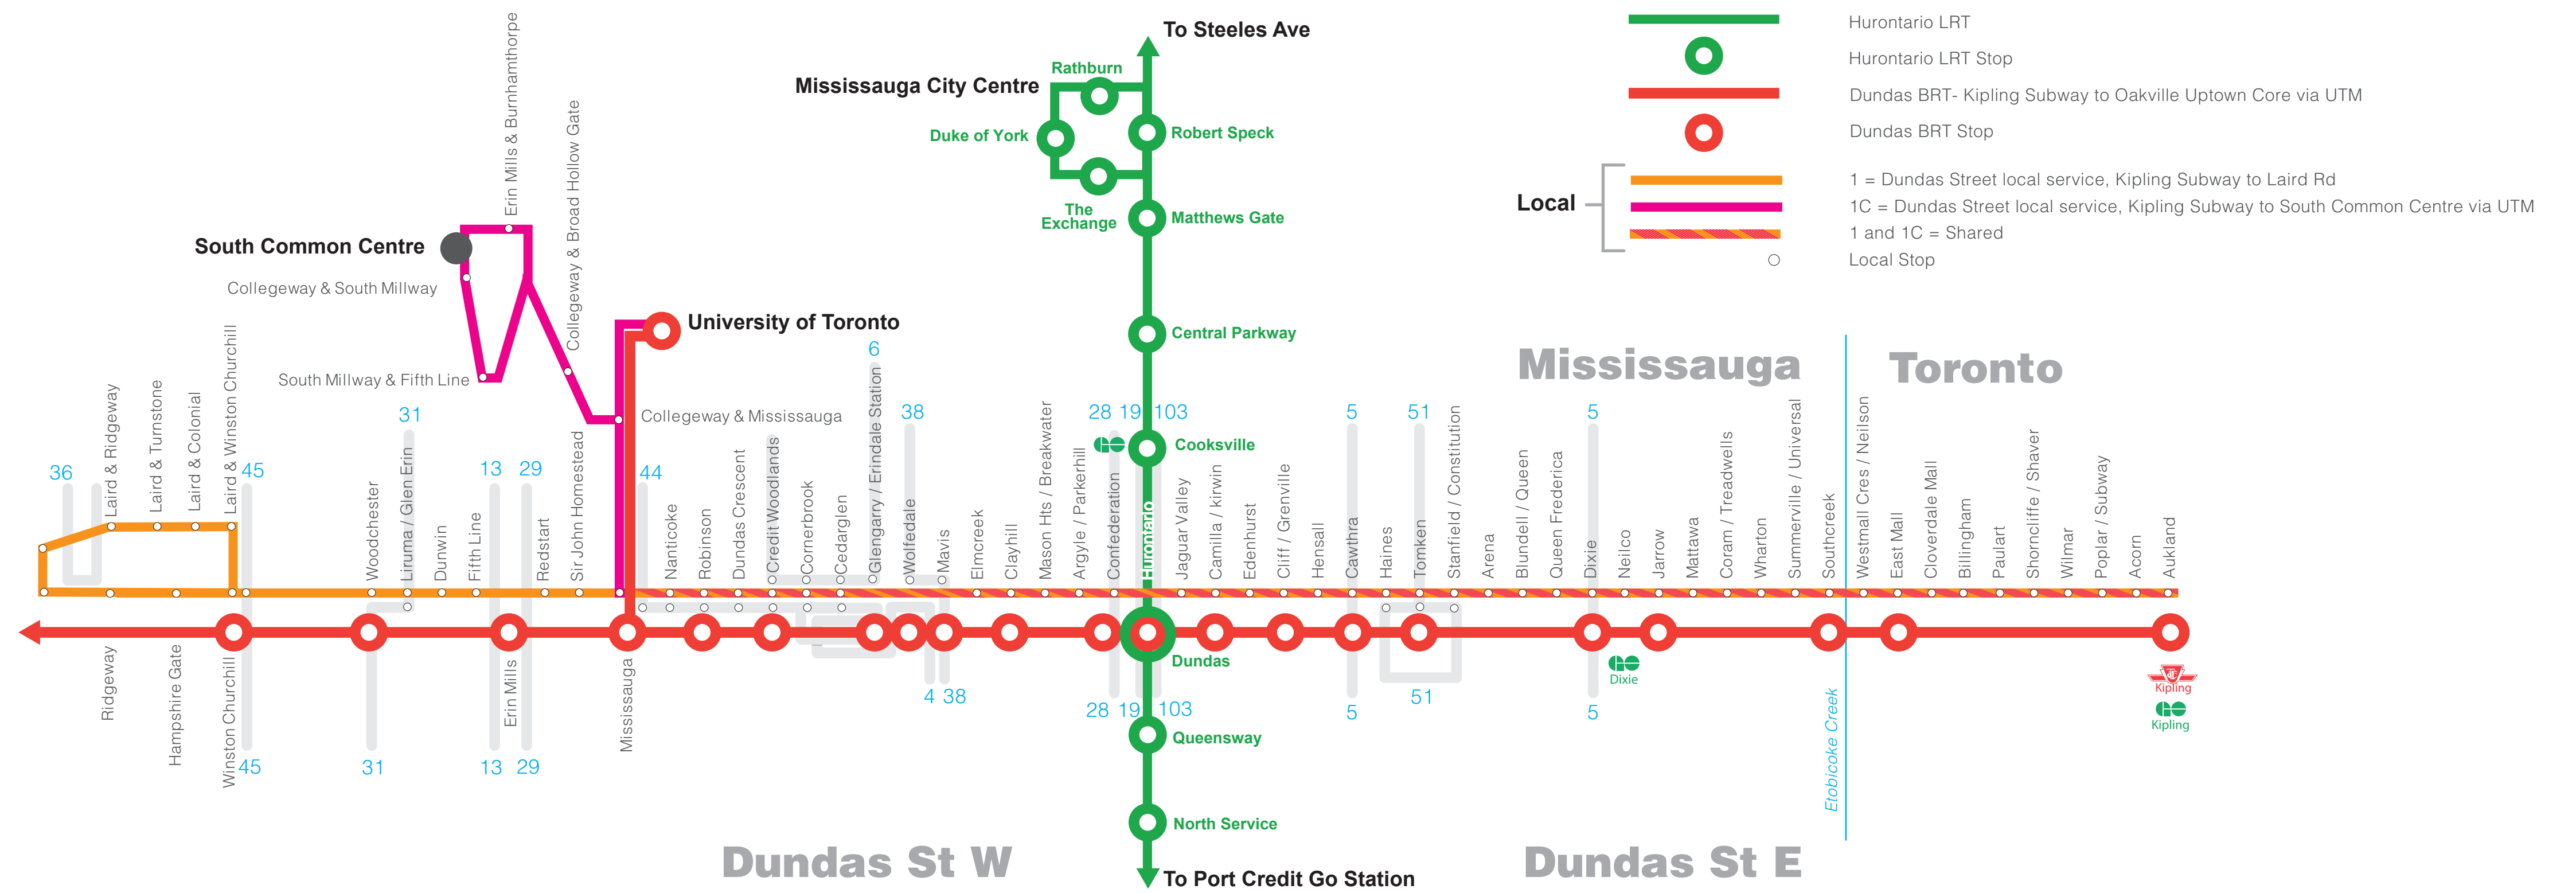 To Steeles Ave
Rathburn
Mississauga City Centre
Duke of York
Robert Speck
The
Exchange
Matthews Gate
Central Parkway
Cooksville
Hurontario
Dundas
Queensway
North Service
To Port Credit Go Station
Hurontario LRT
Hurontario LRT Stop
Dundas BRT- Kipling Subway to Oakville Uptown Core via UTM
Dundas BRT Stop
Local
1 = Dundas Street local service, Kipling Subway to Laird Rd
1C = Dundas Street local service, Kipling Subway to South Common Centre via UTM
1 and 1C = Shared
Local Stop
Erin Mills & Burnhamthorpe
Collegeway & Broad Hollow Gate
South Common Centre
Collegeway & South Millway
South Millway & Fifth Line
University of Toronto
Collegeway & Mississauga
Mississauga
Toronto
36
Laird & Ridgeway
Laird & Turnstone
Laird & Colonial
Laird & Winston Churchill
45
Woodchester
31
Liruma / Glen Erin
Dunwin
Fifth Line
13
29
Redstart
Sir John Homestead
44
Nanticoke
Robinson
Dundas Crescent
Credit Woodlands
Cornerbrook
Cedarglen
6
Glengarry / Erindale Station
38
Wolfedale
Mavis
Elmcreek
Clayhill
Mason Hts / Breakwater
Argyle / Parkerhill
28
19
103
Confederation
Jaguar Valley
Camilla / kirwin
Edenhurst
Cliff / Grenville
Hensall
5
Cawthra
Haines
51
Tomken
Stanfield / Constitution
Arena
Blundell / Queen
Queen Frederica
5
Dixie
Neilco
Jarrow
Mattawa
Coram / Treadwells
Wharton
Summerville / Universal
Southcreek
Westmall Cres / Neilson
East Mall
Cloverdale Mall
Billingham
Paulart
Shorncliffe / Shaver
Wilmar
Poplar / Subway
Acorn
Aukland
Ridgeway
Hampshire Gate
Winston Churchill
45
31
13
Erin Mills
29
Mississauga
4
38
28
19
103
5
51
5
Dixie
Etobicoke Creek
Kipling
Kipling
Dundas St W
Dundas St E